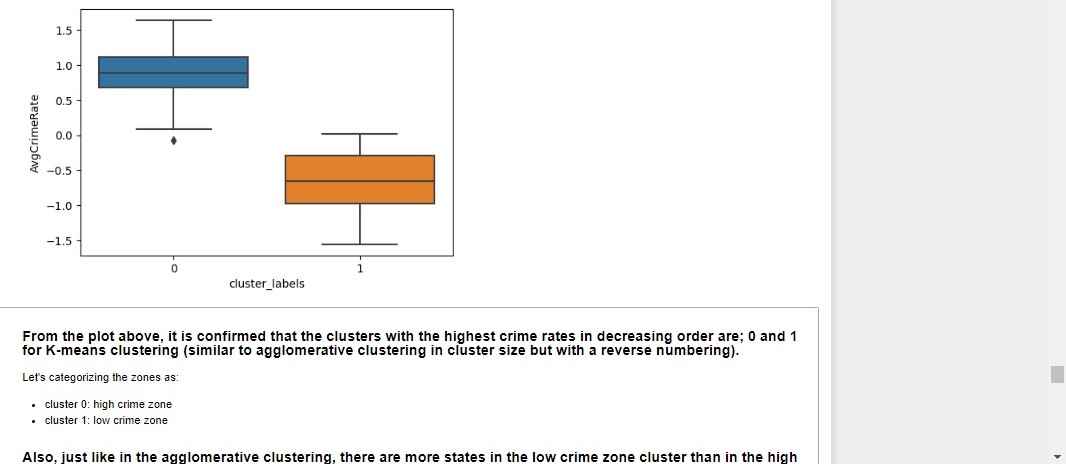 1.5
1.0
0.5
0.0
−0.5
−1.0
−1.5
AvgCrimeRate
0 1
cluster_labels
From the plot above, it is confirmed that the clusters with the highest crime rates in decreasing order are; 0 and 1
for K-means clustering (similar to agglomerative clustering in cluster size but with a reverse numbering).
Let's categorizing the zones as:
• cluster 0: high crime zone
• cluster 1: low crime zone
Also, just like in the agglomerative clustering, there are more states in the low crime zone cluster than in the high